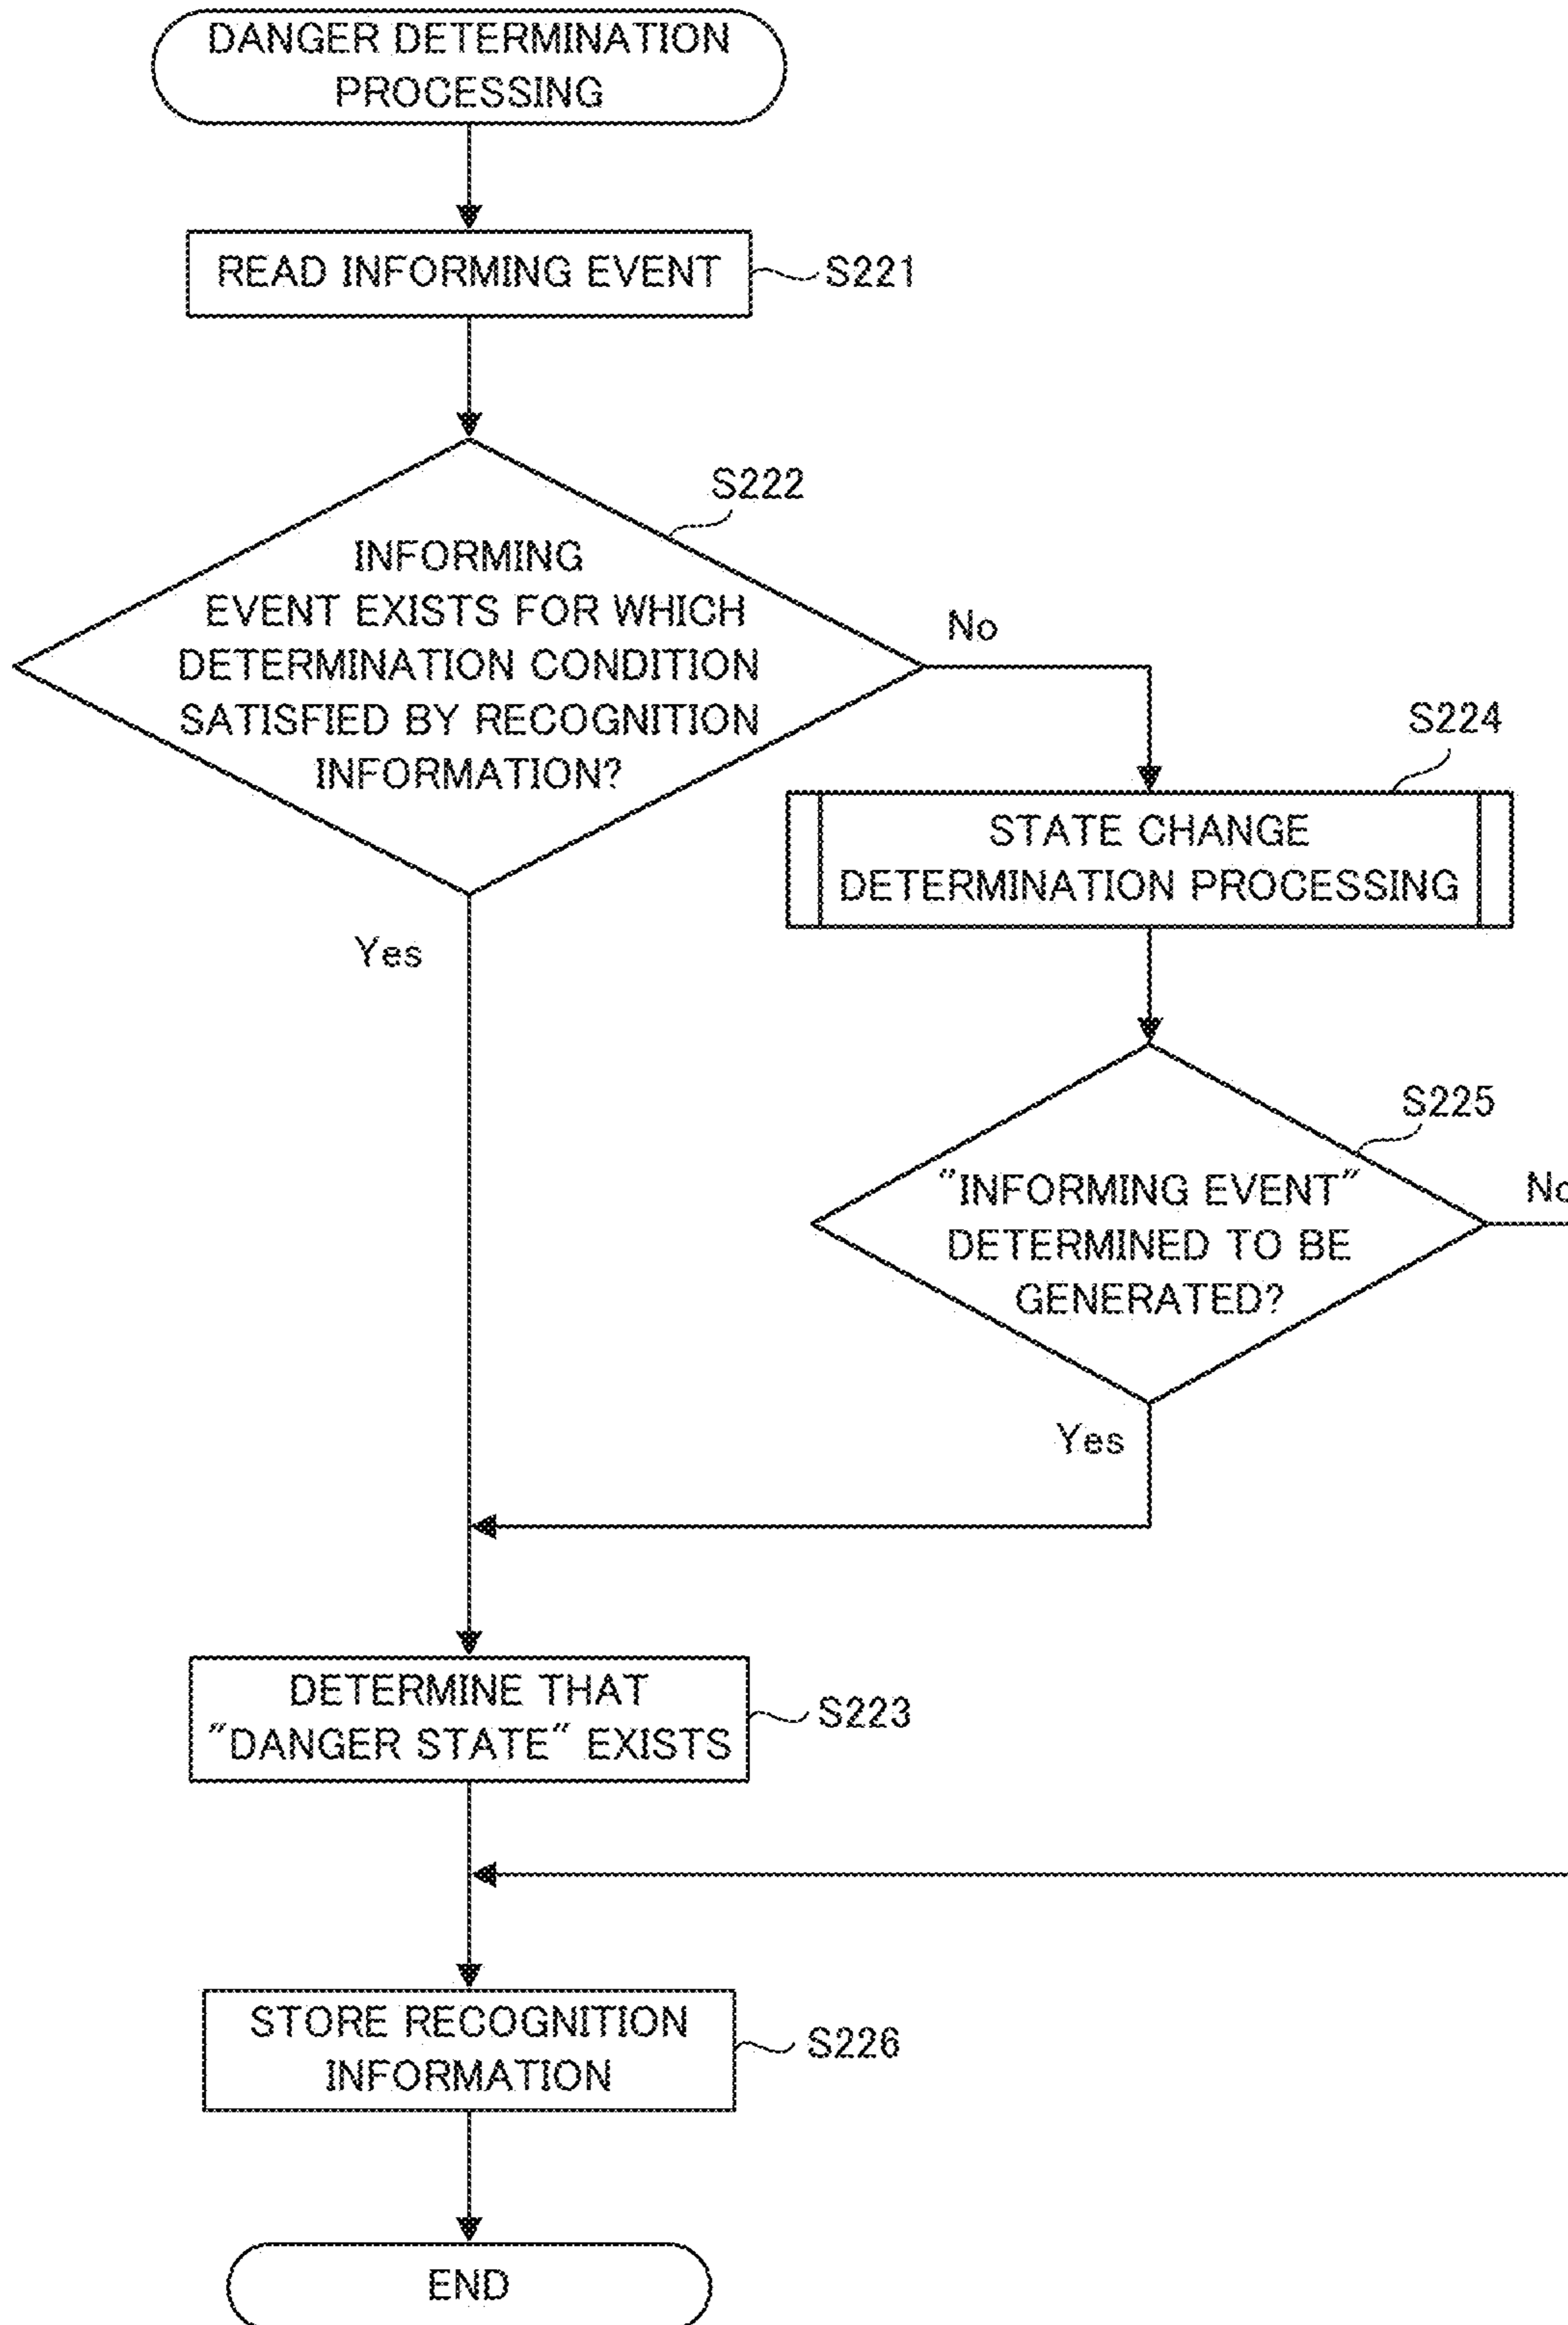 DANGER DETERMINATION
PROCESSING
READ INFORMING EVENT
S221
S222
INFORMING
EVENT EXISTS FOR WHICH
DETERMINATION CONDITION
SATISFIED BY RECOGNITION
INFORMATION?
No
Yes
S224
STATE CHANGE
DETERMINATION PROCESSING
S225
"INFORMING EVENT"
DETERMINED TO BE
GENERATED?
No
Yes
DETERMINE THAT
"DANGER STATE" EXISTS
S223
STORE RECOGNITION
INFORMATION
S226
END